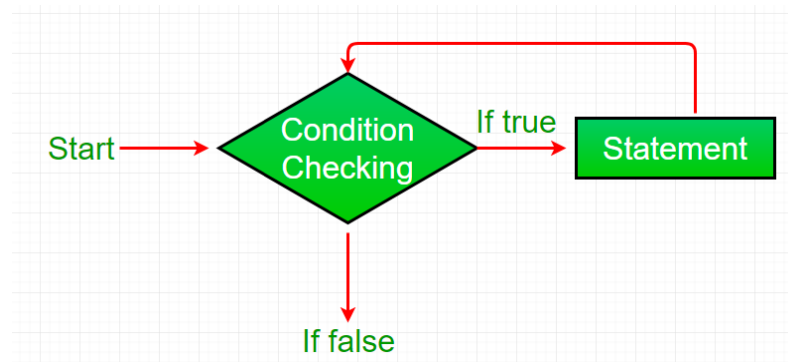 Start
Condition
Checking
If true
Statement
If false